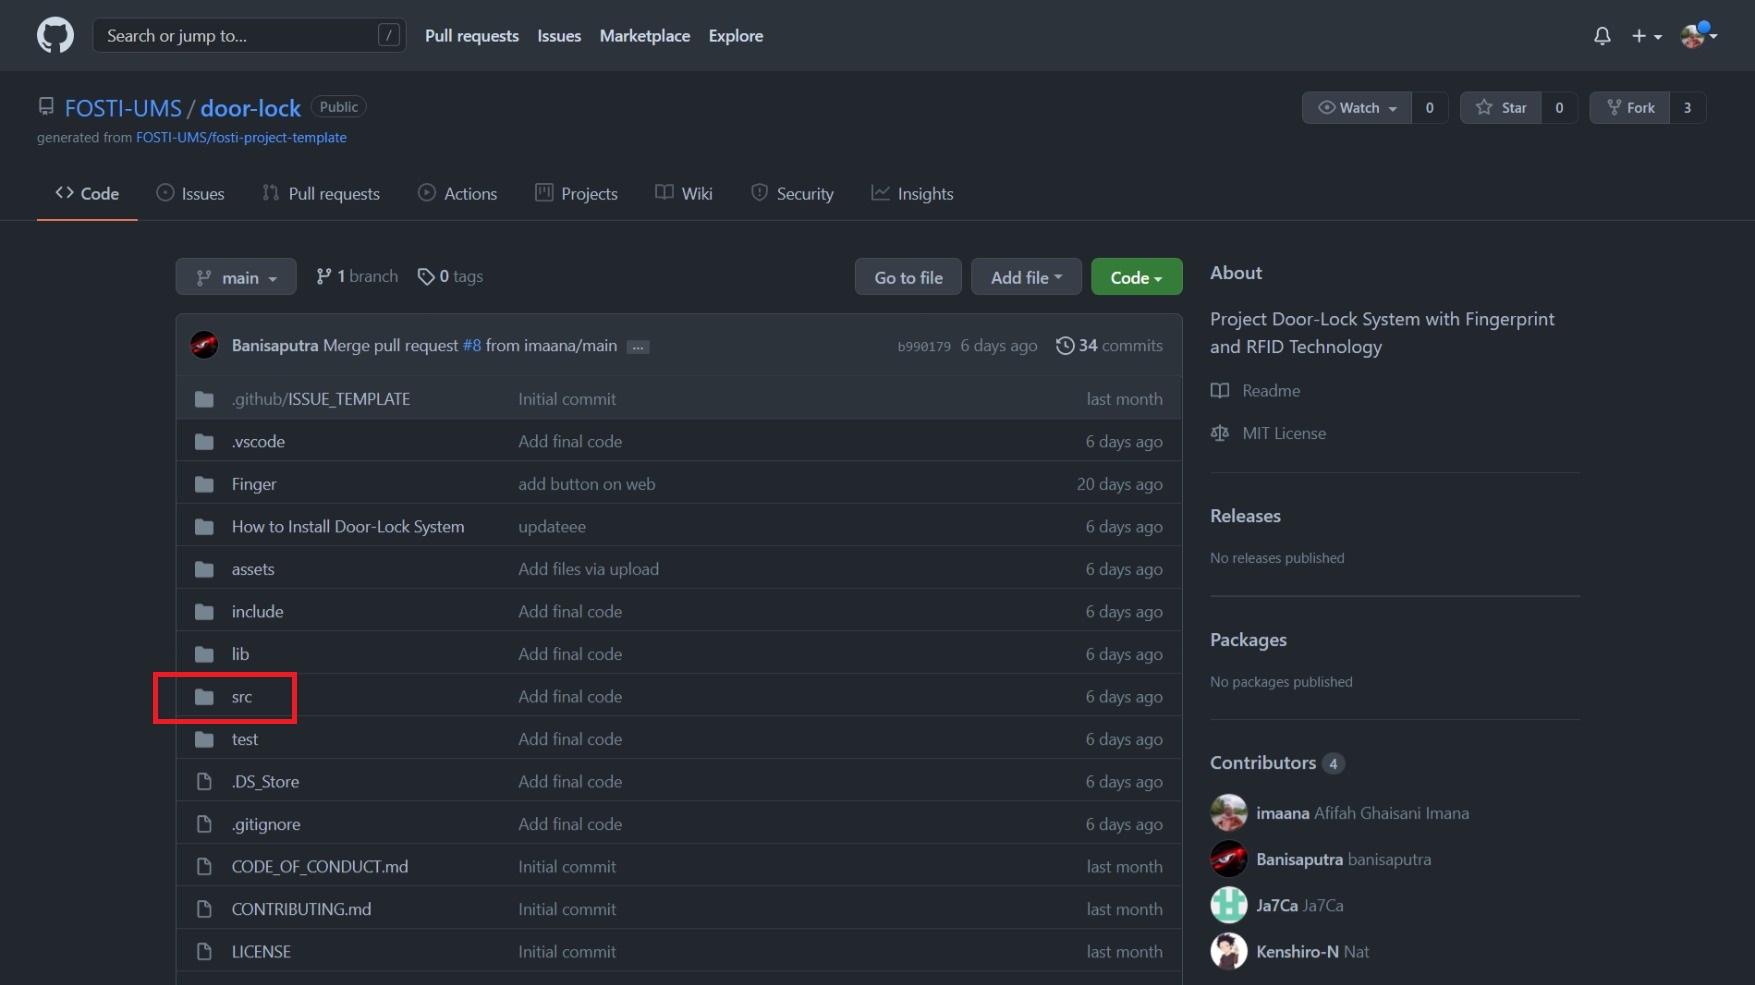 Search or jump to... /
Pull requests Issues Marketplace Explore
FOSTI-UMS / door-lock Public
Watch 0 Star 0 Fork 3
generated from FOSTI-UMS/fosti-project-template
Code Issues Pull requests Actions Projects Wiki Security Insights
main 1 branch 0 tags Go to file Add file Code
Banisaputra Merge pull request #8 from imaana/main ... b990179 6 days ago 34 commits
.github/ISSUE_TEMPLATE Initial commit last month
.vscode Add final code 6 days ago
Finger add button on web 20 days ago
How to Install Door-Lock System updateee 6 days ago
assets Add files via upload 6 days ago
include Add final code 6 days ago
lib Add final code 6 days ago
src Add final code 6 days ago
test Add final code 6 days ago
.DS_Store Add final code 6 days ago
.gitignore Add final code 6 days ago
CODE_OF_CONDUCT.md Initial commit last month
CONTRIBUTING.md Initial commit last month
LICENSE Initial commit last month
About
Project Door-Lock System with Fingerprint
and RFID Technology
Readme
MIT License
Releases
No releases published
Packages
No packages published
Contributors 4
imaana Afifah Ghaisani Imana
Banisaputra banisaputra
Ja7Ca Ja7Ca
Kenshiro-N Nat